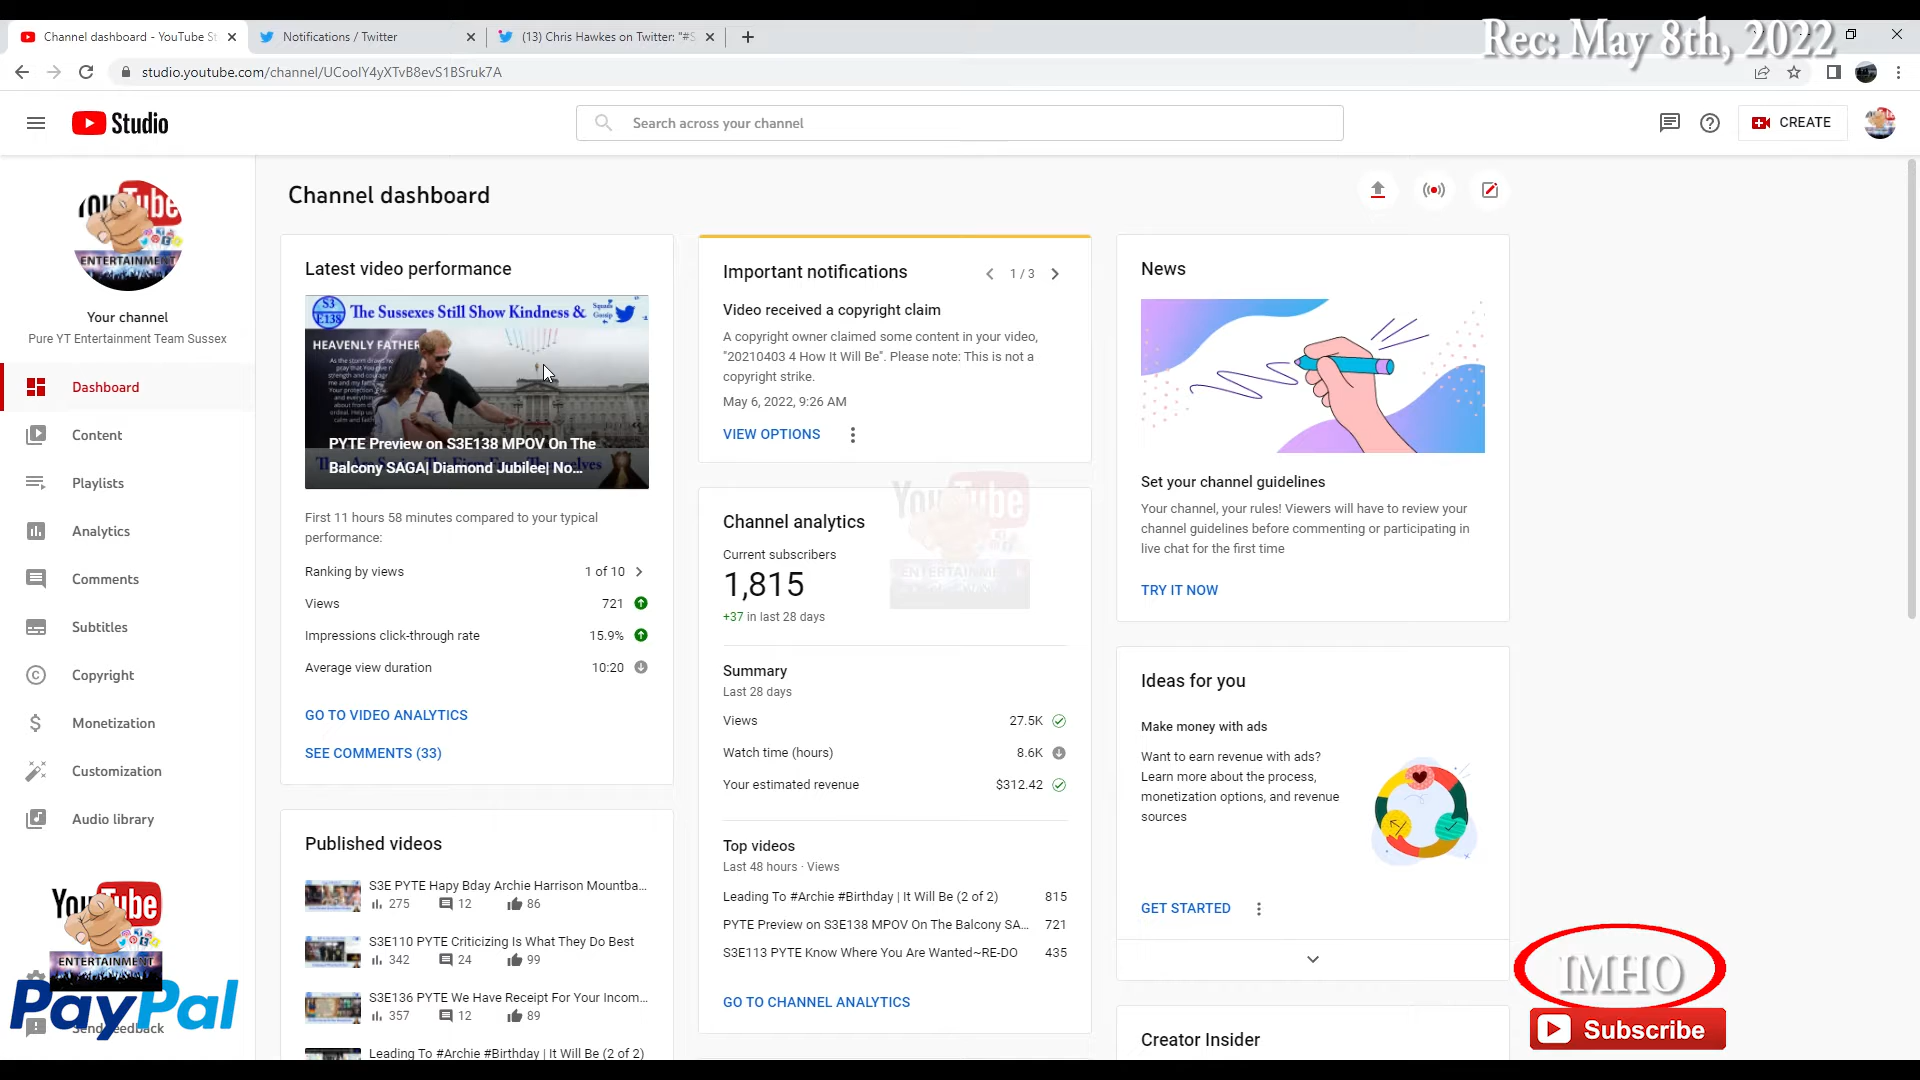 Channel dashboard - YouTube St
Notifications / Twitter
(13) Chris Hawkes on Twitter: "#S
Rec: May 8th, 2022
studio.youtube.com/channel/UCoolY4yXTvB8evS1BSruk7A
Studio
Search across your channel
CREATE
YouTube
ENTERTAINMENT
Your channel
Pure YT Entertainment Team Sussex
Dashboard
Content
Playlists
Analytics
Comments
Subtitles
Copyright
Monetization
Customization
Audio library
YouTube
ENTERTAINMENT
PayPal
Send feedback
Channel dashboard
Latest video performance
S3 E138
The Sussexes Still Show Kindness &
Squads Gossip
HEAVENLY FATHER
PYTE Preview on S3E138 MPOV On The
Balcony SAGA| Diamond Jubilee| No...
First 11 hours 58 minutes compared to your typical
performance:
Ranking by views 1 of 10
Views 721
Impressions click-through rate 15.9%
Average view duration 10:20
GO TO VIDEO ANALYTICS
SEE COMMENTS (33)
Published videos
S3E PYTE Hapy Bday Archie Harrison Mountba...
275 12 86
S3E110 PYTE Criticizing Is What They Do Best
342 24 99
S3E136 PYTE We Have Receipt For Your Incom...
357 12 89
Leading To #Archie #Birthday | It Will Be (2 of 2)
Important notifications
1 / 3
Video received a copyright claim
A copyright owner claimed some content in your video,
"20210403 4 How It Will Be". Please note: This is not a
copyright strike.
May 6, 2022, 9:26 AM
VIEW OPTIONS
YouTube
ENTERTAINMENT
Channel analytics
Current subscribers
1,815
+37 in last 28 days
Summary
Last 28 days
Views 27.5K
Watch time (hours) 8.6K
Your estimated revenue $312.42
Top videos
Last 48 hours · Views
Leading To #Archie #Birthday | It Will Be (2 of 2) 815
PYTE Preview on S3E138 MPOV On The Balcony SA... 721
S3E113 PYTE Know Where You Are Wanted~RE-DO 435
GO TO CHANNEL ANALYTICS
News
Set your channel guidelines
Your channel, your rules! Viewers will have to review your
channel guidelines before commenting or participating in
live chat for the first time
TRY IT NOW
Ideas for you
Make money with ads
Want to earn revenue with ads?
Learn more about the process,
monetization options, and revenue
sources
GET STARTED
Creator Insider
IMHO
Subscribe